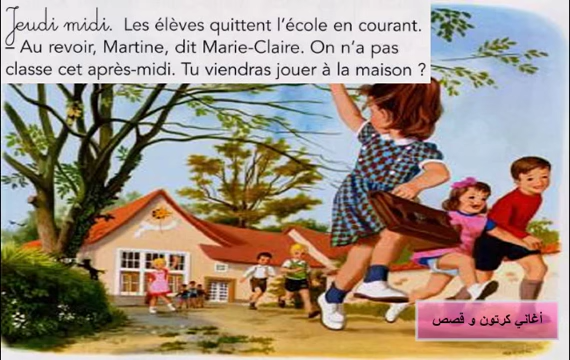 Jeudi midi. Les élèves quittent l’école en courant.
– Au revoir, Martine, dit Marie-Claire. On n’a pas
classe cet après-midi. Tu viendras jouer à la maison ?
أغاني كرتون و قصص